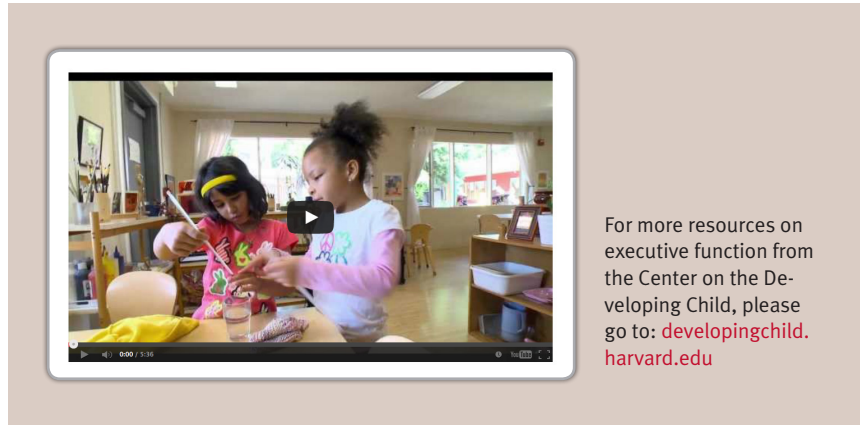 0:00 / 5:36
YouTube
For more resources on
executive function from
the Center on the De-
veloping Child, please
go to: developingchild.
harvard.edu